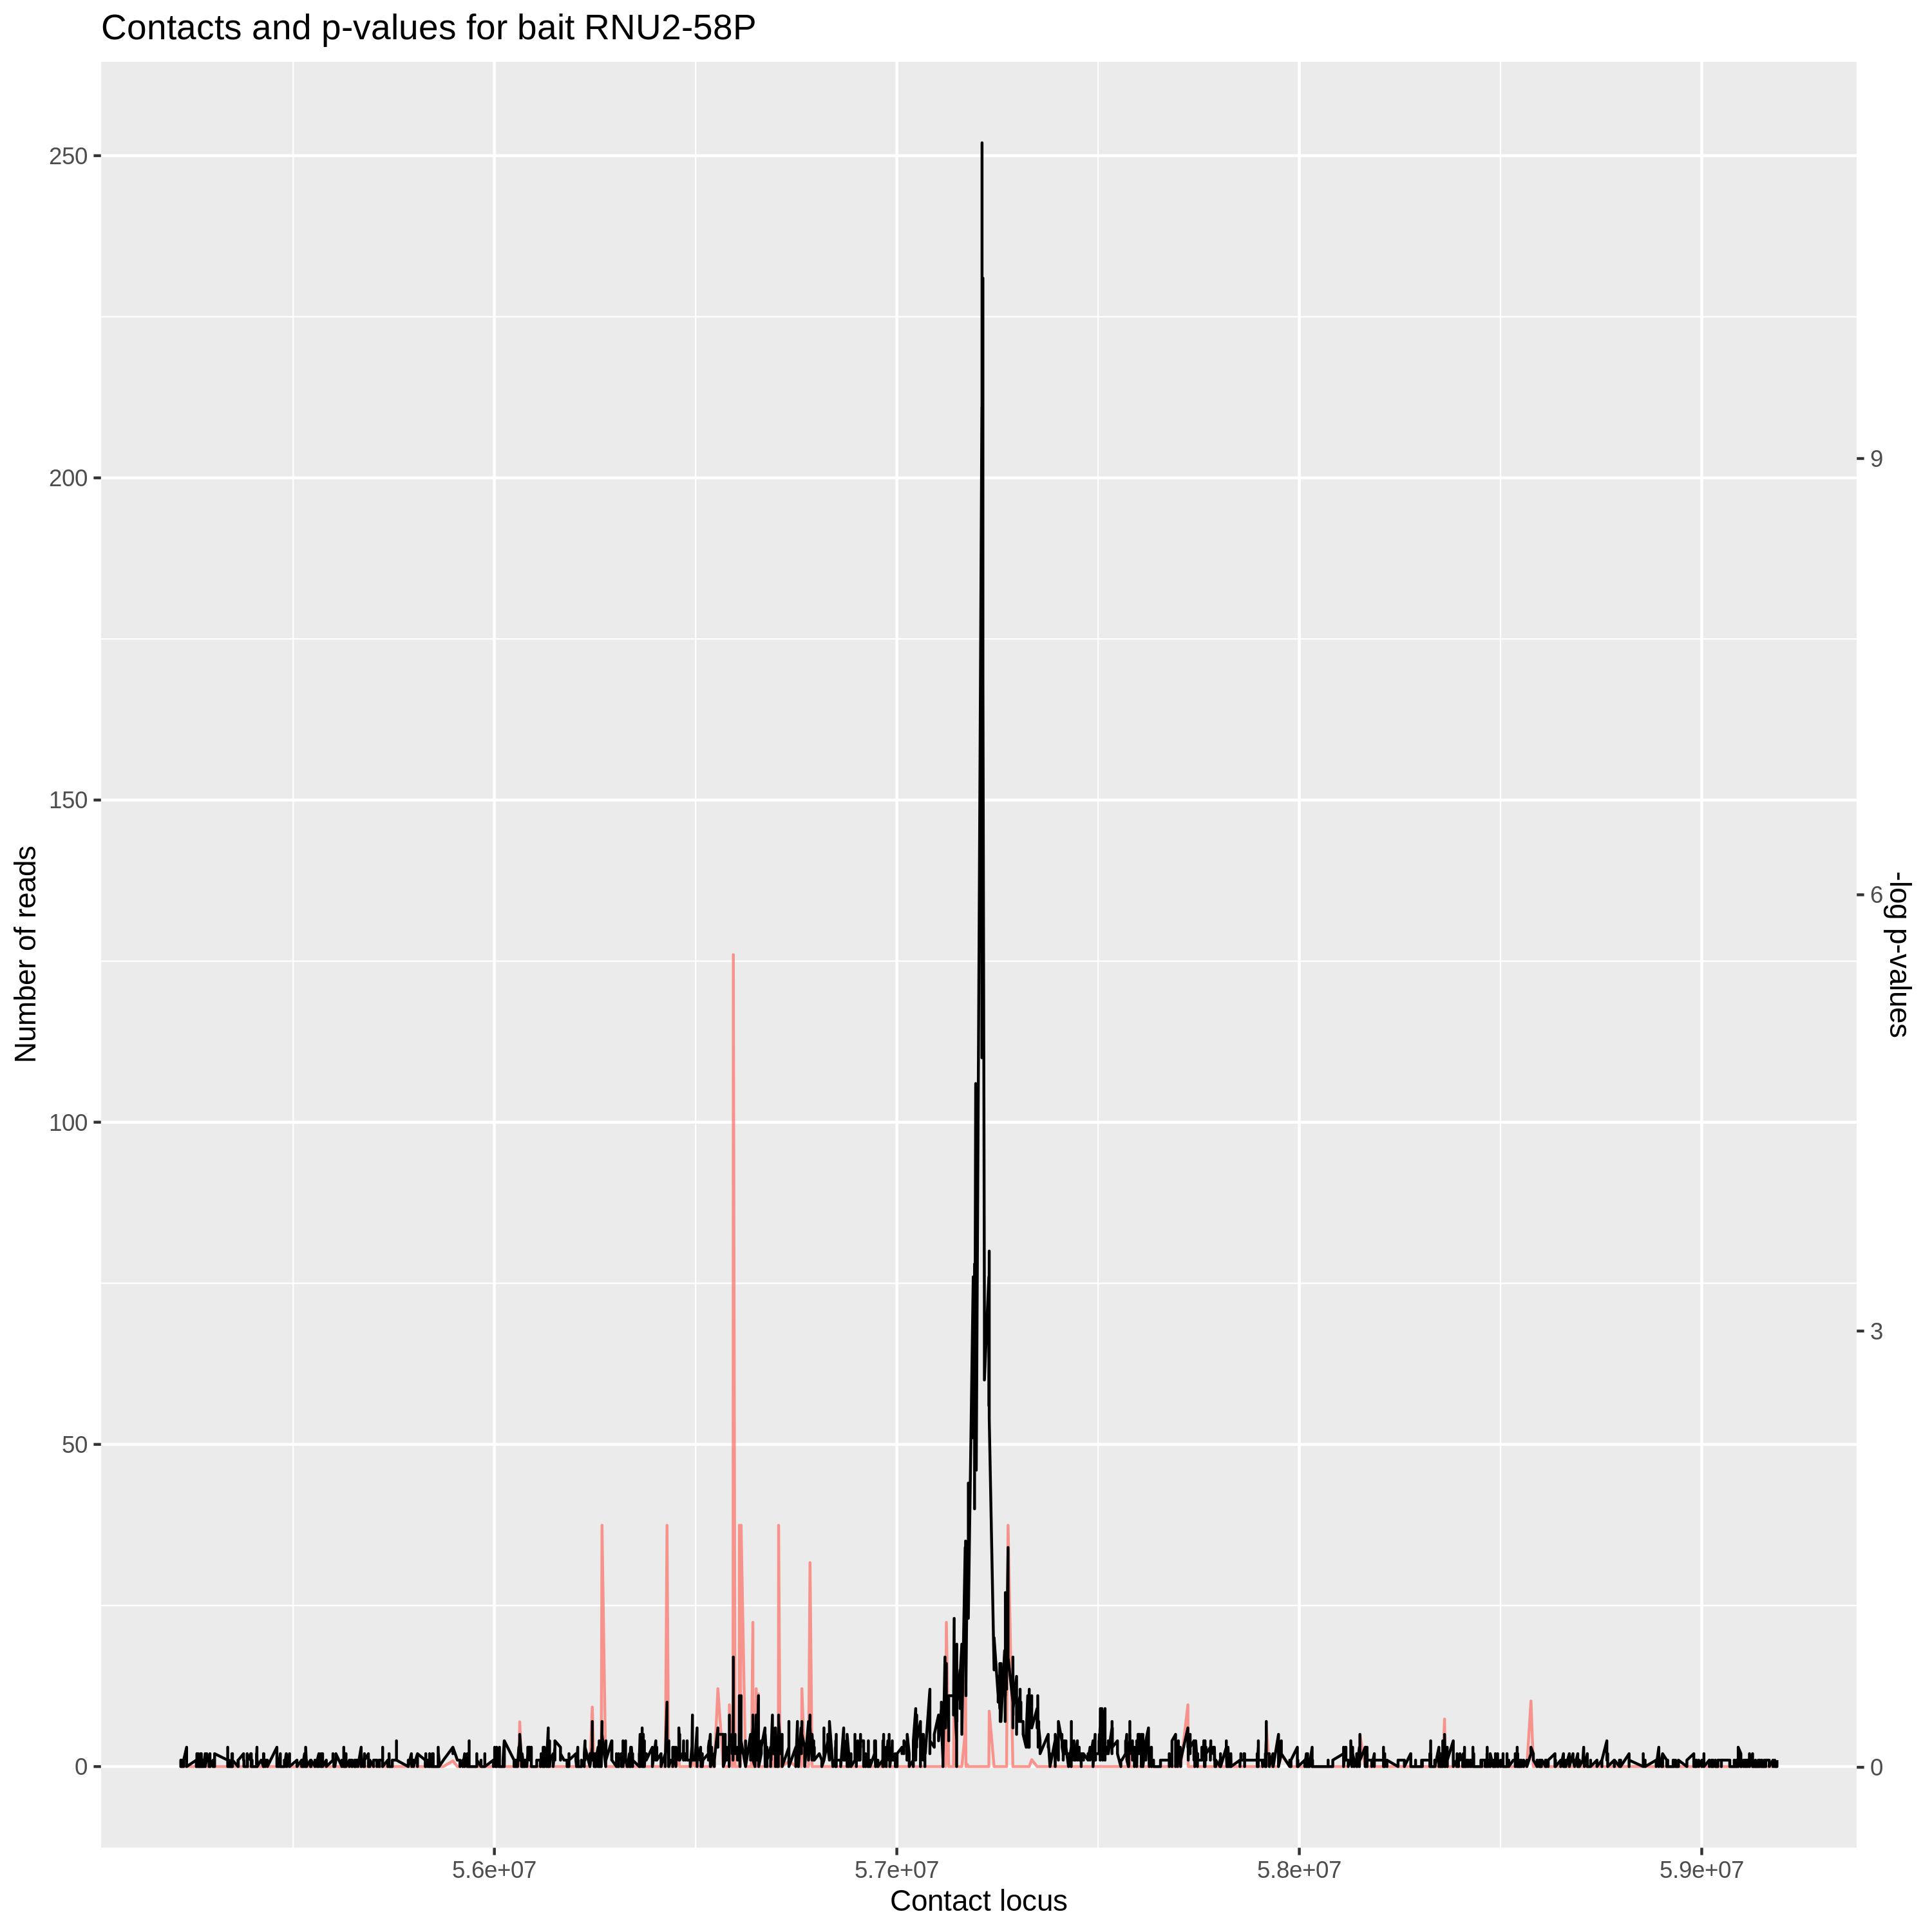 Contacts and p-values for bait RNU2-58P
250
200
150
100
50
0
Number of reads
9
6
3
0
-log p-values
5.6e+07
5.7e+07
5.8e+07
5.9e+07
Contact locus